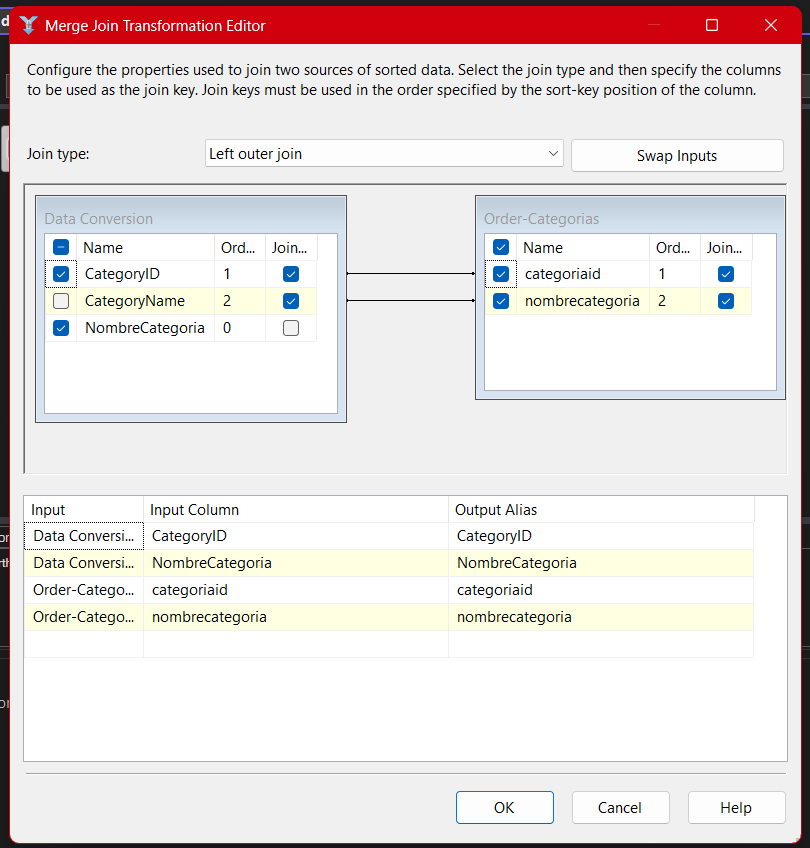 Merge Join Transformation Editor
Configure the properties used to join two sources of sorted data. Select the join type and then specify the columns
to be used as the join key. Join keys must be used in the order specified by the sort-key position of the column.
Join type:
Left outer join
Swap Inputs
Data Conversion
Name Ord... Join...
CategoryID 1
CategoryName 2
NombreCategoria 0
Order-Categorias
Name Ord... Join...
categoriaid 1
nombrecategoria 2
Input Input Column Output Alias
Data Conversi... CategoryID CategoryID
Data Conversi... NombreCategoria NombreCategoria
Order-Catego... categoriaid categoriaid
Order-Catego... nombrecategoria nombrecategoria
OK Cancel Help